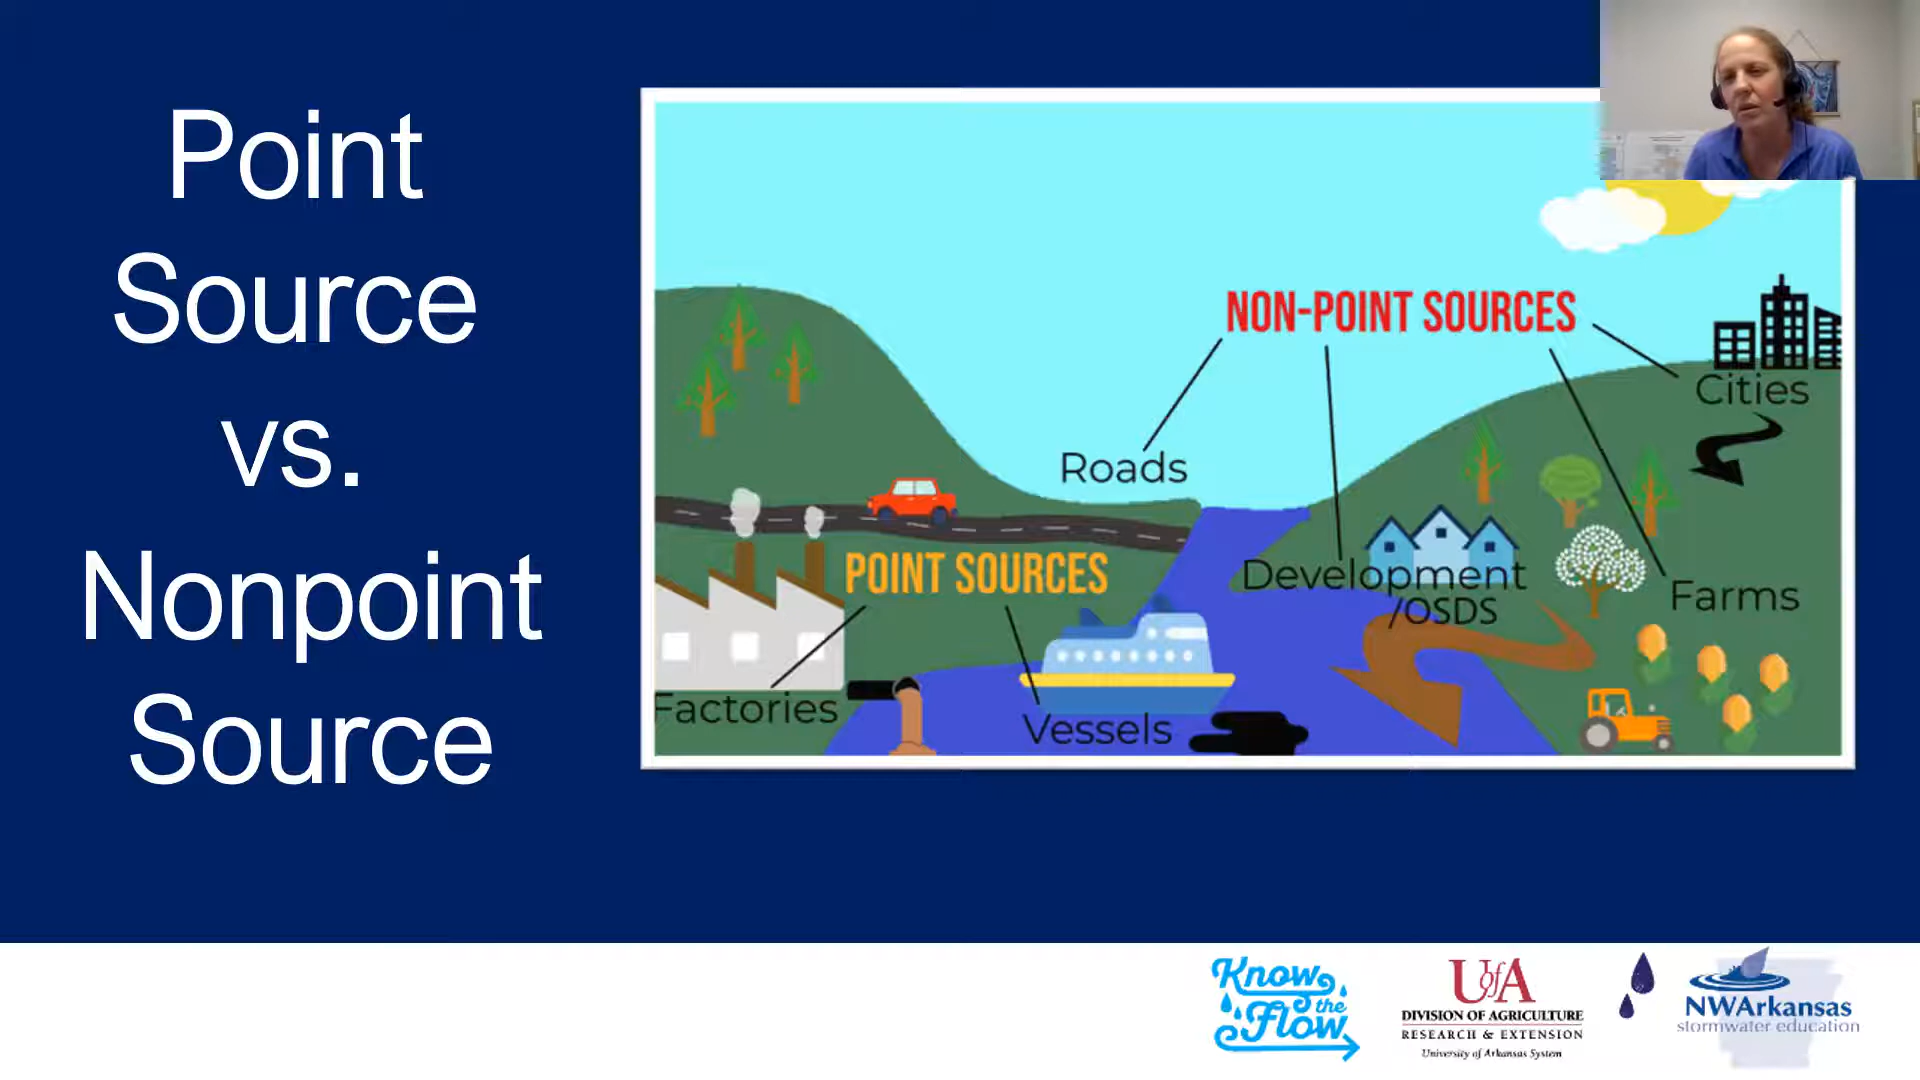 Point
Source
vs.
Nonpoint
Source
NON-POINT SOURCES
Cities
Roads
POINT SOURCES
Development
/OSDS
Farms
Factories
Vessels
Know
the
Flow
UofA
DIVISION OF AGRICULTURE
RESEARCH & EXTENSION
University of Arkansas System
NWArkansas
stormwater education